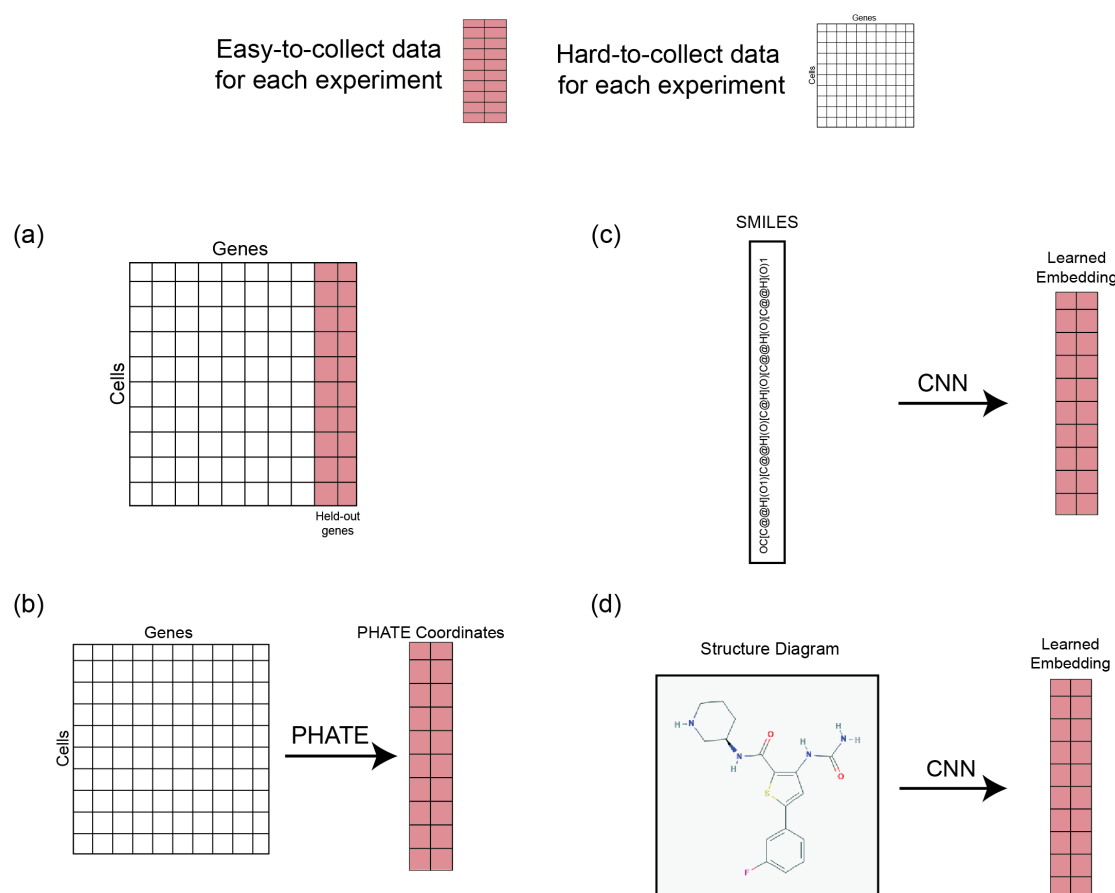 Easy-to-collect data
for each experiment
Hard-to-collect data
for each experiment
Genes
Cells
(a)
Genes
Cells
Held-out
genes
(b)
Genes
Cells
PHATE
PHATE Coordinates
(c)
SMILES
OC[C@@H](O1)[C@@H](O)[C@H](O)[C@@H](O)[C@@H](O)1
CNN
Learned
Embedding
(d)
Structure Diagram
H
N
N
H
O
H
N
H
N
H
O
S
F
CNN
Learned
Embedding